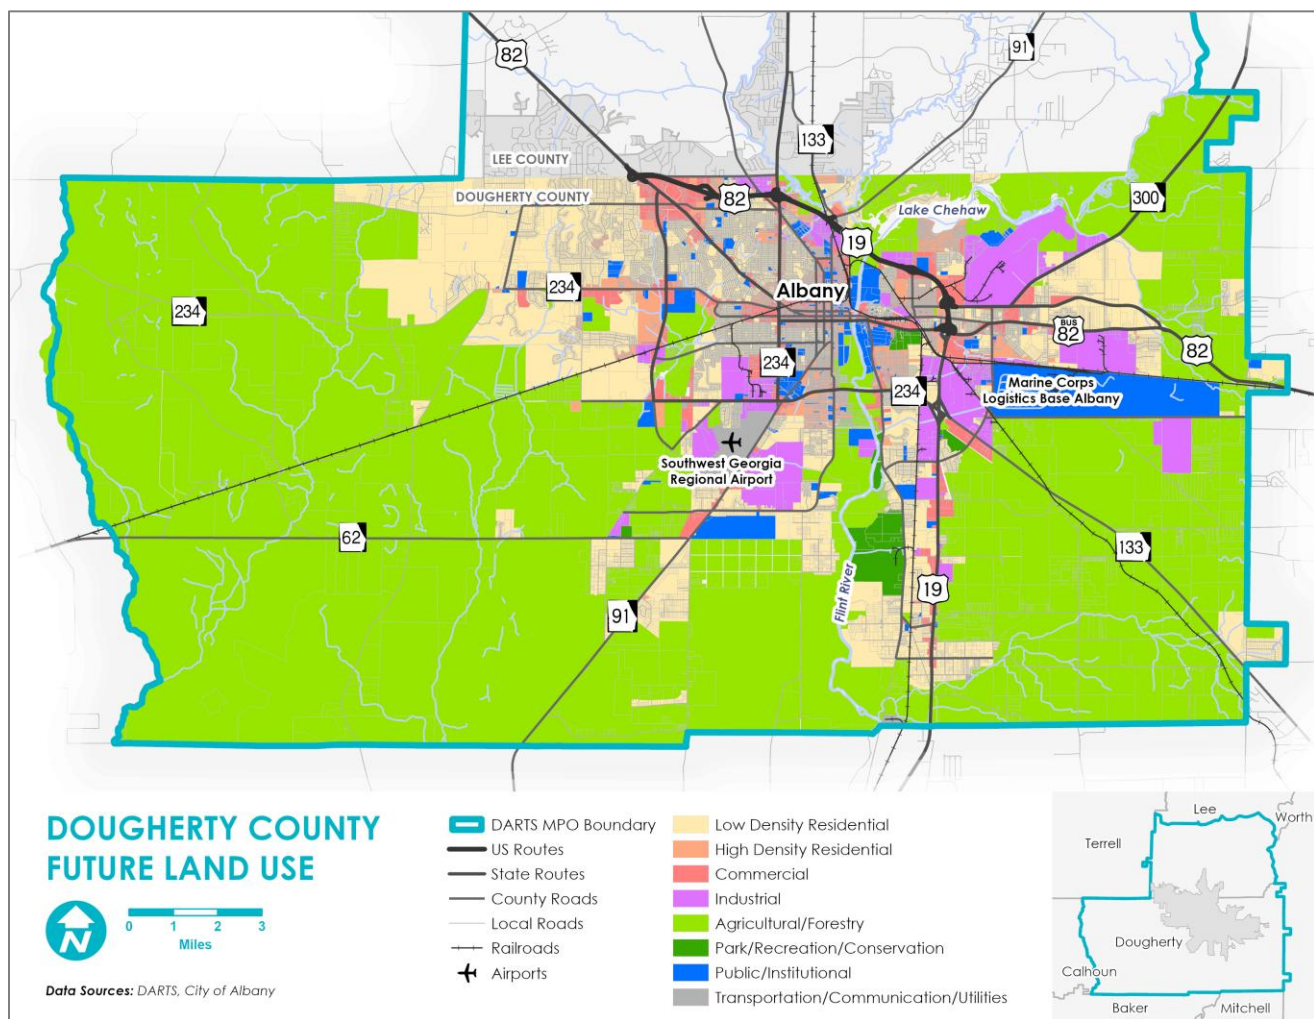 82
91
133
LEE COUNTY
DOUGHERTY COUNTY
82
300
Lake Chehaw
19
234
234
Albany
BUS
82
82
234
234
Marine Corps
Logistics Base Albany
Southwest Georgia
Regional Airport
62
133
Flint River
19
91
DOUGHERTY COUNTY
FUTURE LAND USE
N
0 1 2 3
Miles
Data Sources: DARTS, City of Albany
DARTS MPO Boundary
US Routes
State Routes
County Roads
Local Roads
Railroads
Airports
Low Density Residential
High Density Residential
Commercial
Industrial
Agricultural/Forestry
Park/Recreation/Conservation
Public/Institutional
Transportation/Communication/Utilities
Lee
Worth
Terrell
Dougherty
Calhoun
Baker
Mitchell